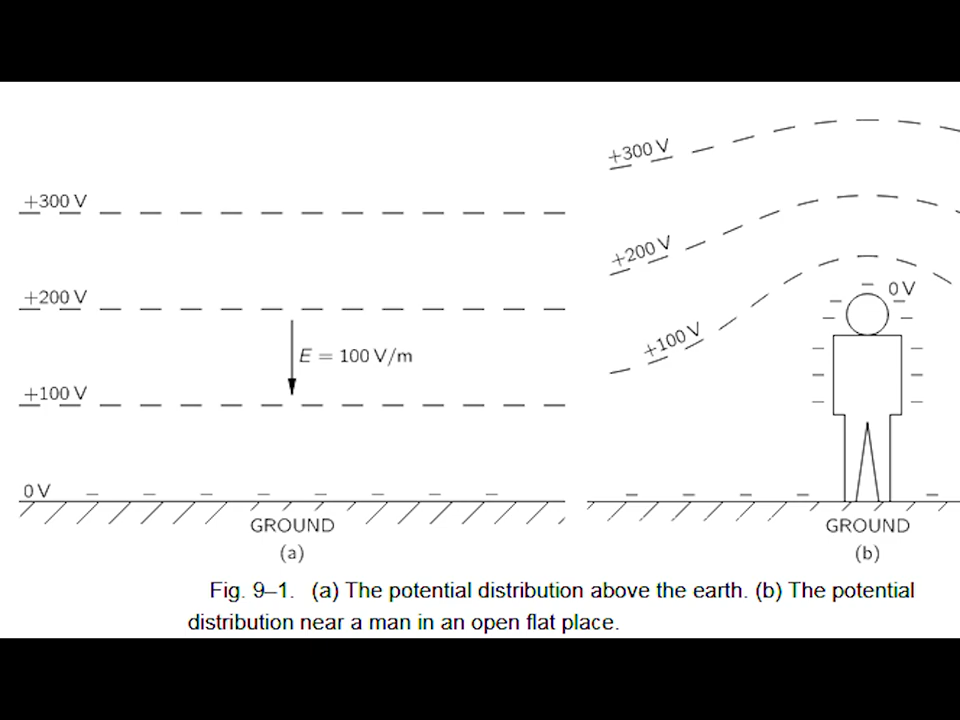 +300 V
+200 V
E = 100 V/m
+100 V
0 V
GROUND
(a)
+300 V
+200 V
+100 V
0 V
GROUND
(b)
Fig. 9–1. (a) The potential distribution above the earth. (b) The potential
distribution near a man in an open flat place.